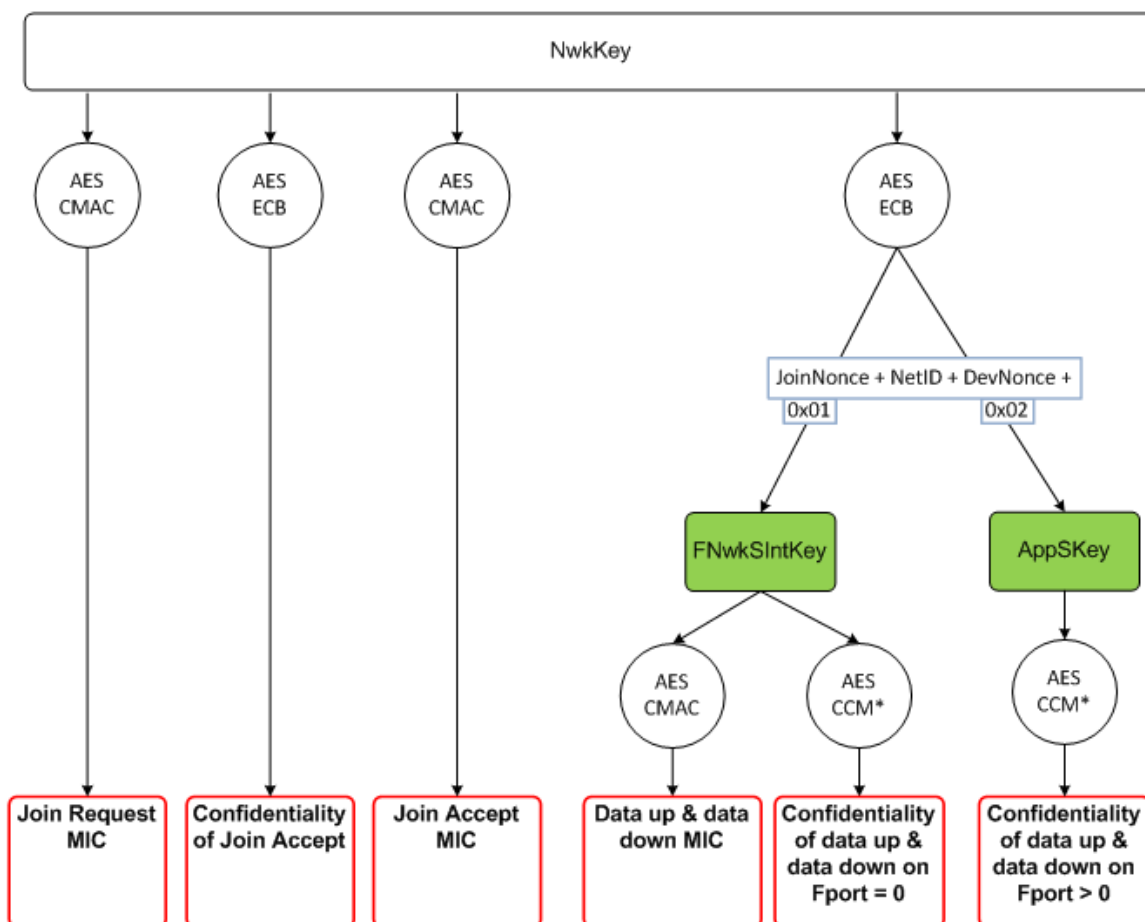 NwkKey
AES
CMAC
AES
ECB
AES
CMAC
AES
ECB
JoinNonce + NetID + DevNonce +
0x01
0x02
FNwkSIntKey
AppSKey
AES
CMAC
AES
CCM*
AES
CCM*
Join Request
MIC
Confidentiality
of Join Accept
Join Accept
MIC
Data up & data
down MIC
Confidentiality
of data up &
data down on
Fport = 0
Confidentiality
of data up &
data down on
Fport > 0